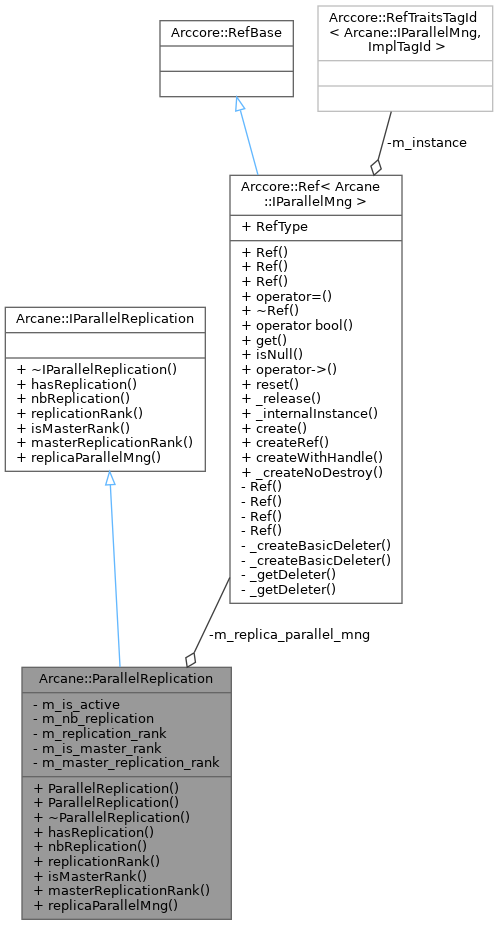 Arccore::RefBase
Arccore::RefTraitsTagId
< Arcane::IParallelMng,
ImplTagId >
-m_instance
Arccore::Ref< Arcane
::IParallelMng >
+ RefType
+ Ref()
+ Ref()
+ Ref()
+ operator=()
+ ~Ref()
+ operator bool()
+ get()
+ isNull()
+ operator->()
+ reset()
+ _release()
+ _internalInstance()
+ create()
+ createRef()
+ createWithHandle()
+ _createNoDestroy()
- Ref()
- Ref()
- Ref()
- Ref()
- _createBasicDeleter()
- _createBasicDeleter()
- _getDeleter()
- _getDeleter()
Arcane::IParallelReplication
+ ~IParallelReplication()
+ hasReplication()
+ nbReplication()
+ replicationRank()
+ isMasterRank()
+ masterReplicationRank()
+ replicaParallelMng()
-m_replica_parallel_mng
Arcane::ParallelReplication
- m_is_active
- m_nb_replication
- m_replication_rank
- m_is_master_rank
- m_master_replication_rank
+ ParallelReplication()
+ ParallelReplication()
+ ~ParallelReplication()
+ hasReplication()
+ nbReplication()
+ replicationRank()
+ isMasterRank()
+ masterReplicationRank()
+ replicaParallelMng()